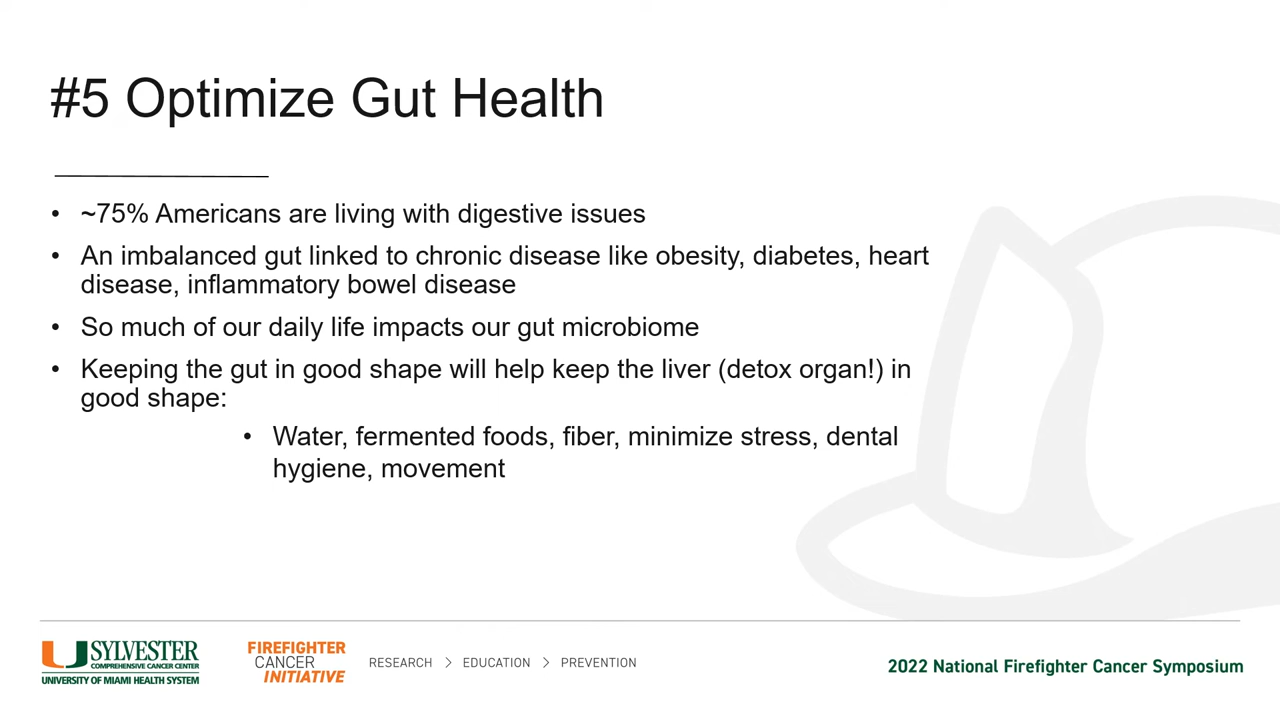 #5 Optimize Gut Health
• ~75% Americans are living with digestive issues
• An imbalanced gut linked to chronic disease like obesity, diabetes, heart
disease, inflammatory bowel disease
• So much of our daily life impacts our gut microbiome
• Keeping the gut in good shape will help keep the liver (detox organ!) in
good shape:
• Water, fermented foods, fiber, minimize stress, dental
hygiene, movement
SYLVESTER
COMPREHENSIVE CANCER CENTER
UNIVERSITY OF MIAMI HEALTH SYSTEM
FIREFIGHTER
CANCER
INITIATIVE
RESEARCH > EDUCATION > PREVENTION
2022 National Firefighter Cancer Symposium